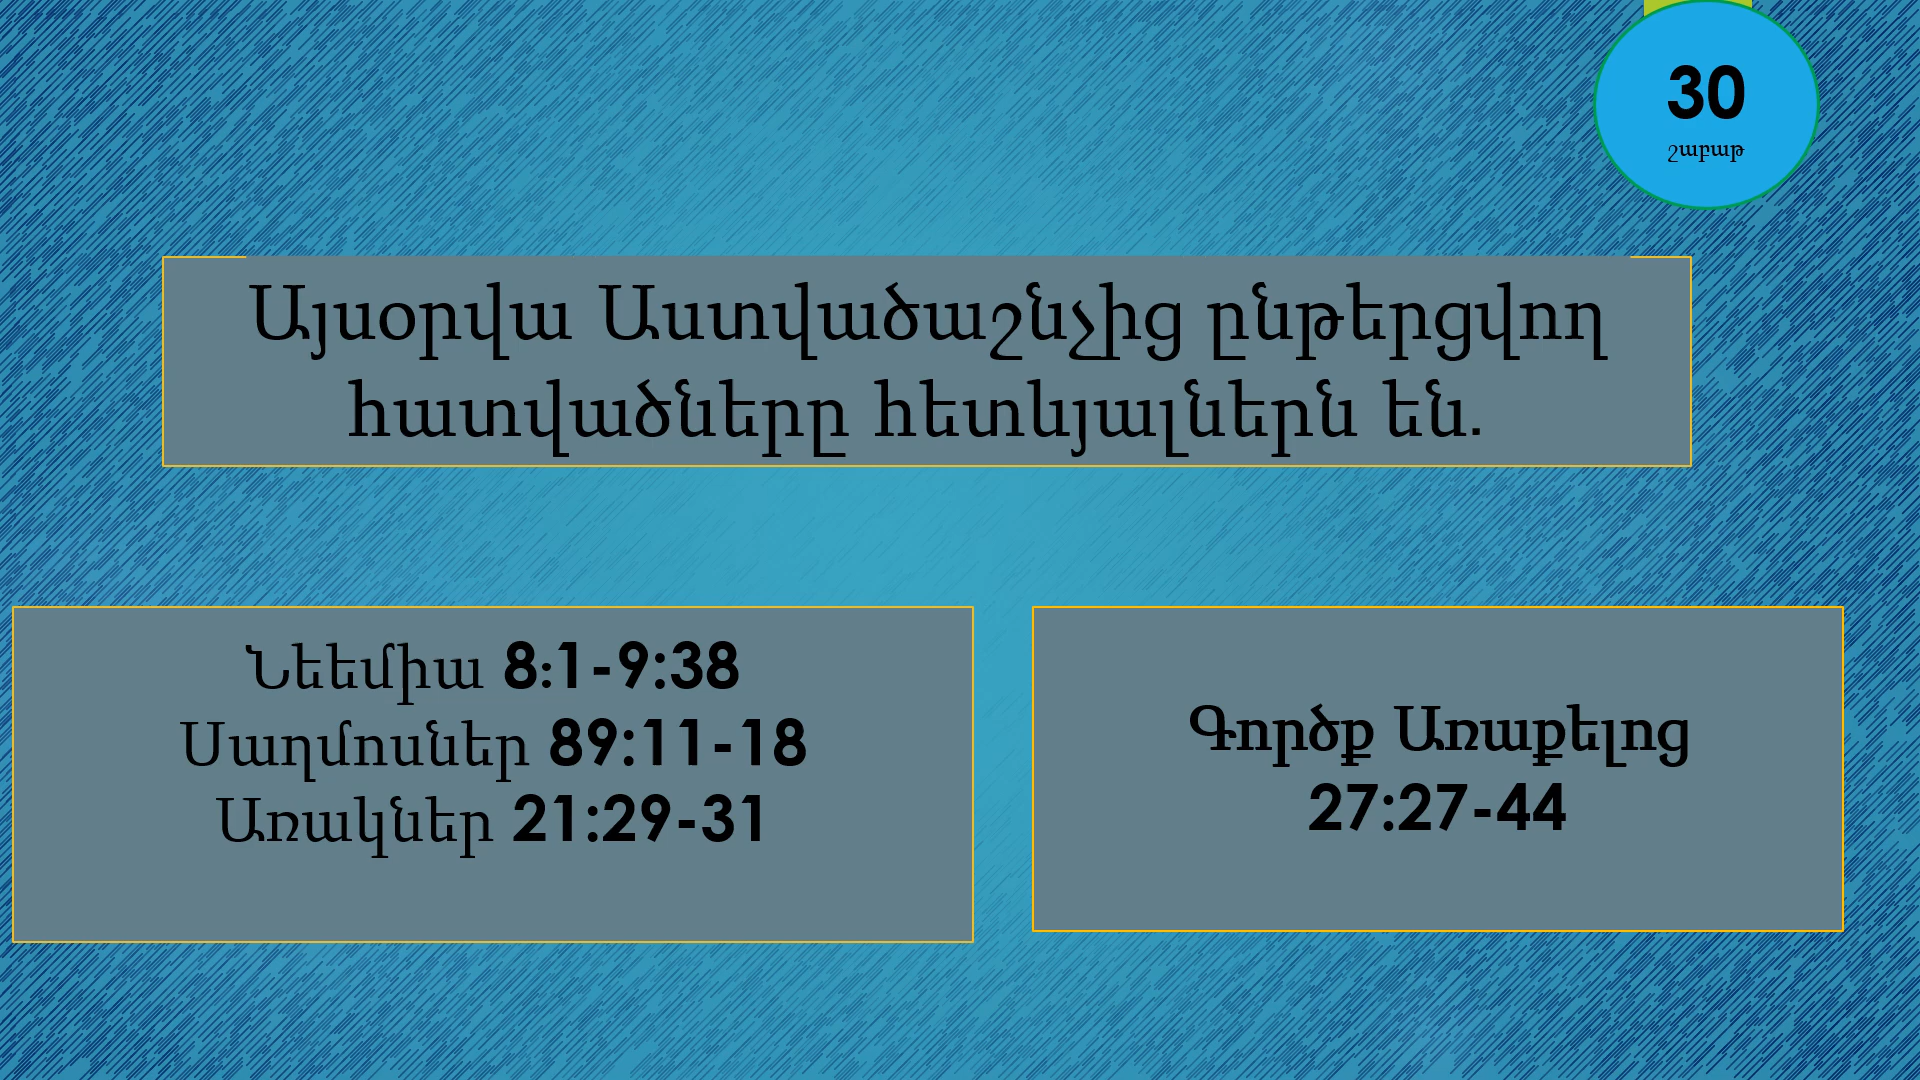 30
շաբաթ
Այսօրվա Աստվածաշնչից ընթերցվող
հատվածները հետևյալներն են.
Նեեմիա 8։1-9:38
Սաղմոսներ 89:11-18
Առակներ 21:29-31
Գործք Առաքելոց
27:27-44